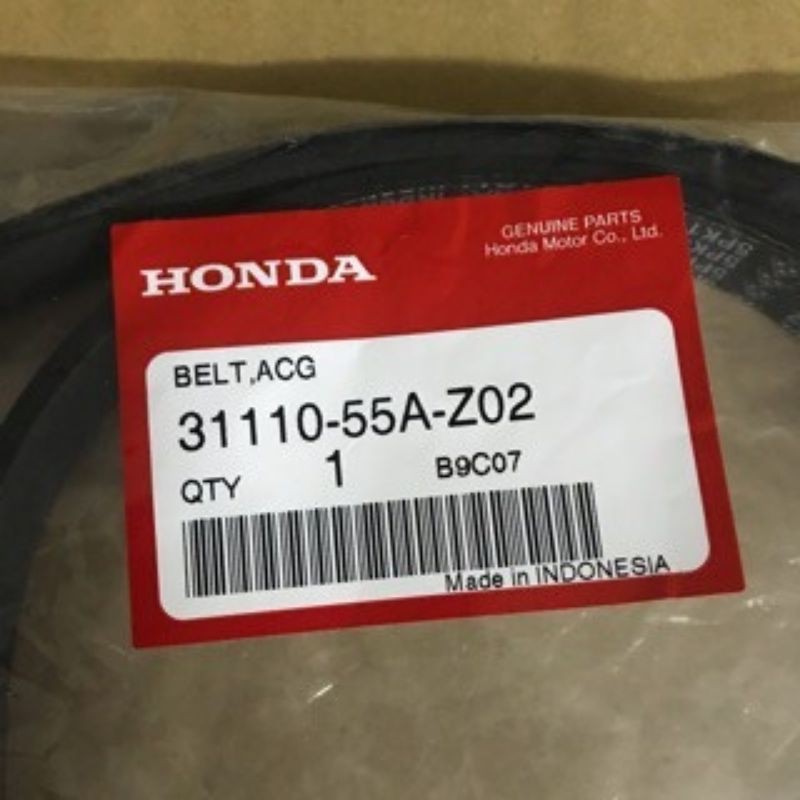 GENUINE PARTS
Honda Motor Co., Ltd.
HONDA
BELT,ACG
31110-55A-Z02
QTY 1 B9C07
Made in INDONESIA